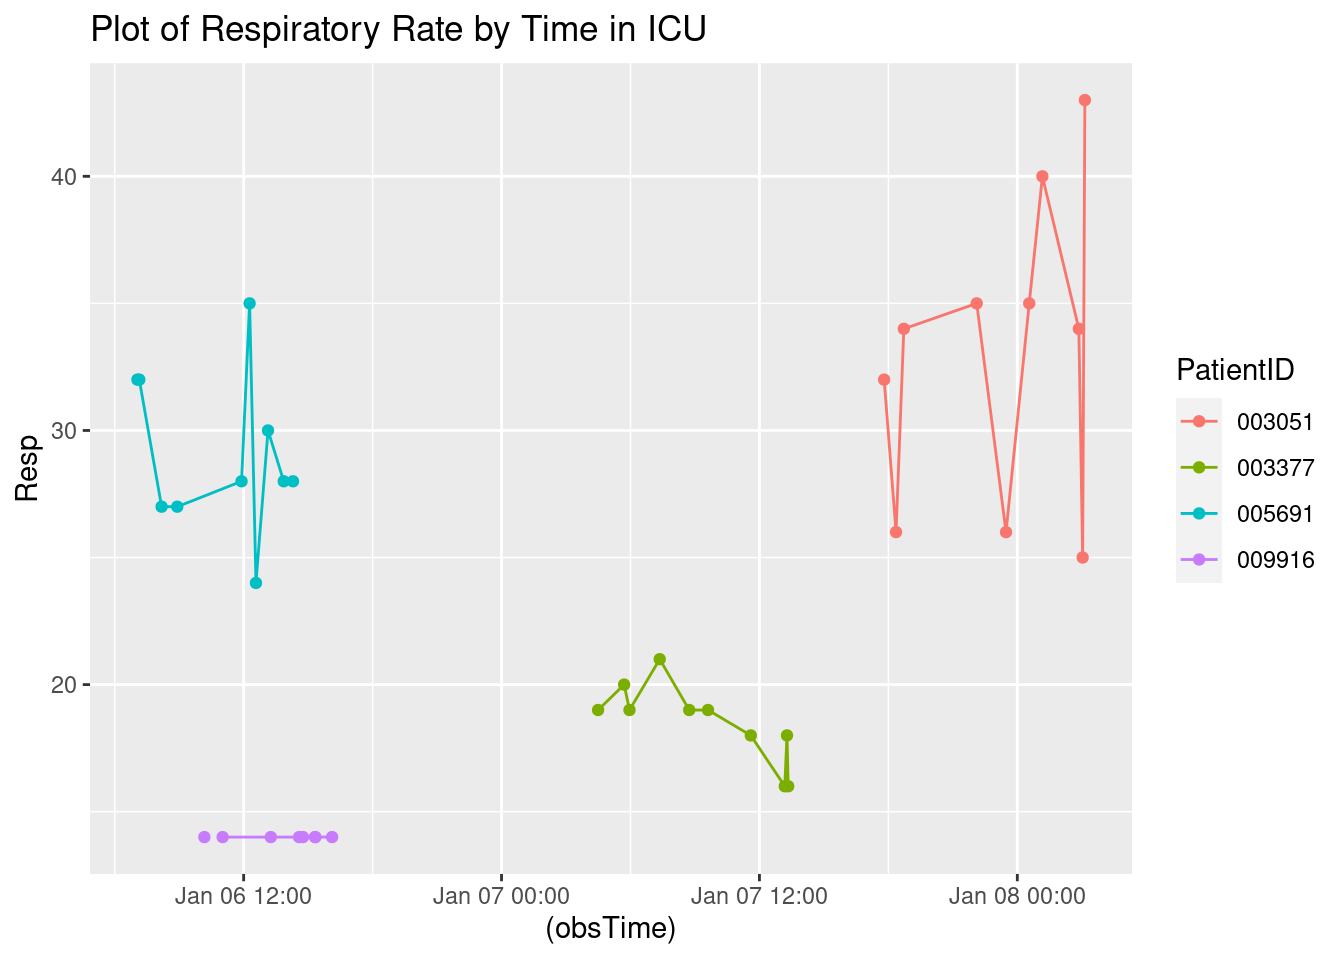 Plot of Respiratory Rate by Time in ICU
40
30
20
Resp
Jan 06 12:00
Jan 07 00:00
Jan 07 12:00
Jan 08 00:00
(obsTime)
PatientID
003051
003377
005691
009916